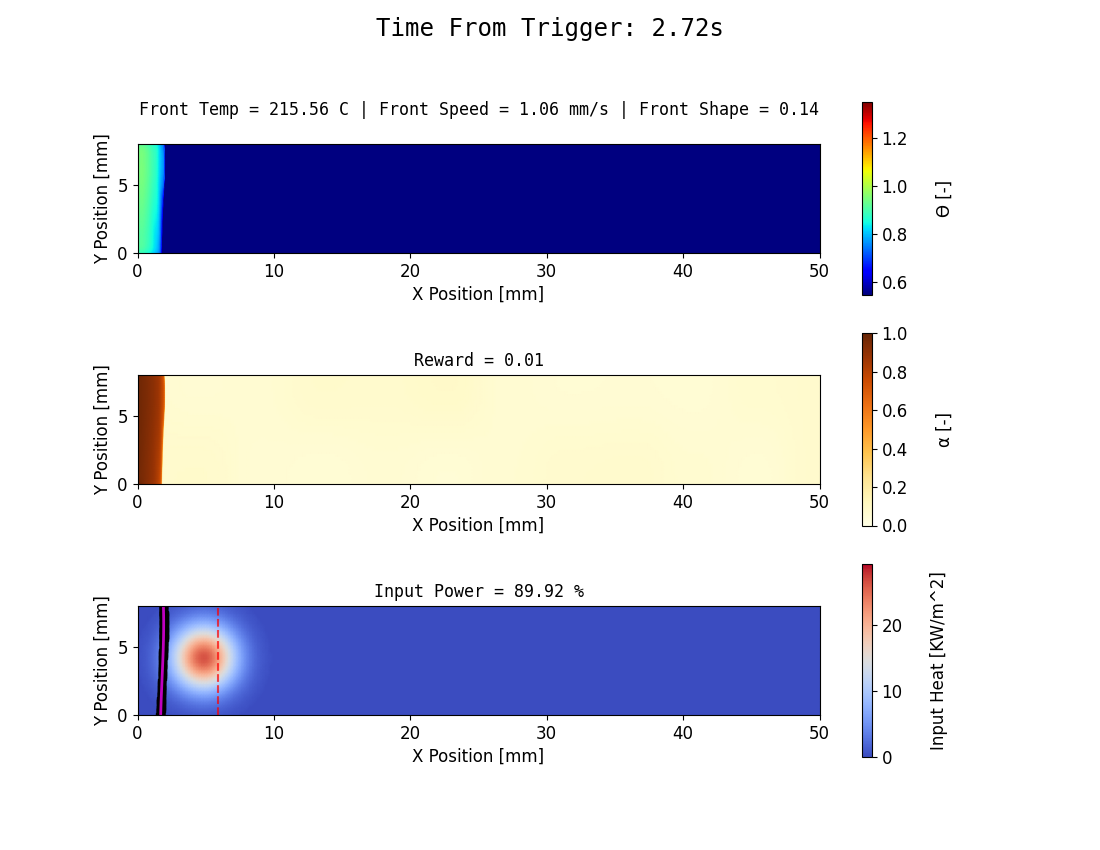 Time From Trigger: 2.72s
Front Temp = 215.56 C | Front Speed = 1.06 mm/s | Front Shape = 0.14
Y Position [mm]
5
0
0 10 20 30 40 50
X Position [mm]
1.2
1.0
0.8
0.6
Θ [-]
Reward = 0.01
Y Position [mm]
5
0
0 10 20 30 40 50
X Position [mm]
1.0
0.8
0.6
0.4
0.2
0.0
α [-]
Input Power = 89.92 %
Y Position [mm]
5
0
0 10 20 30 40 50
X Position [mm]
20
10
0
Input Heat [KW/m^2]